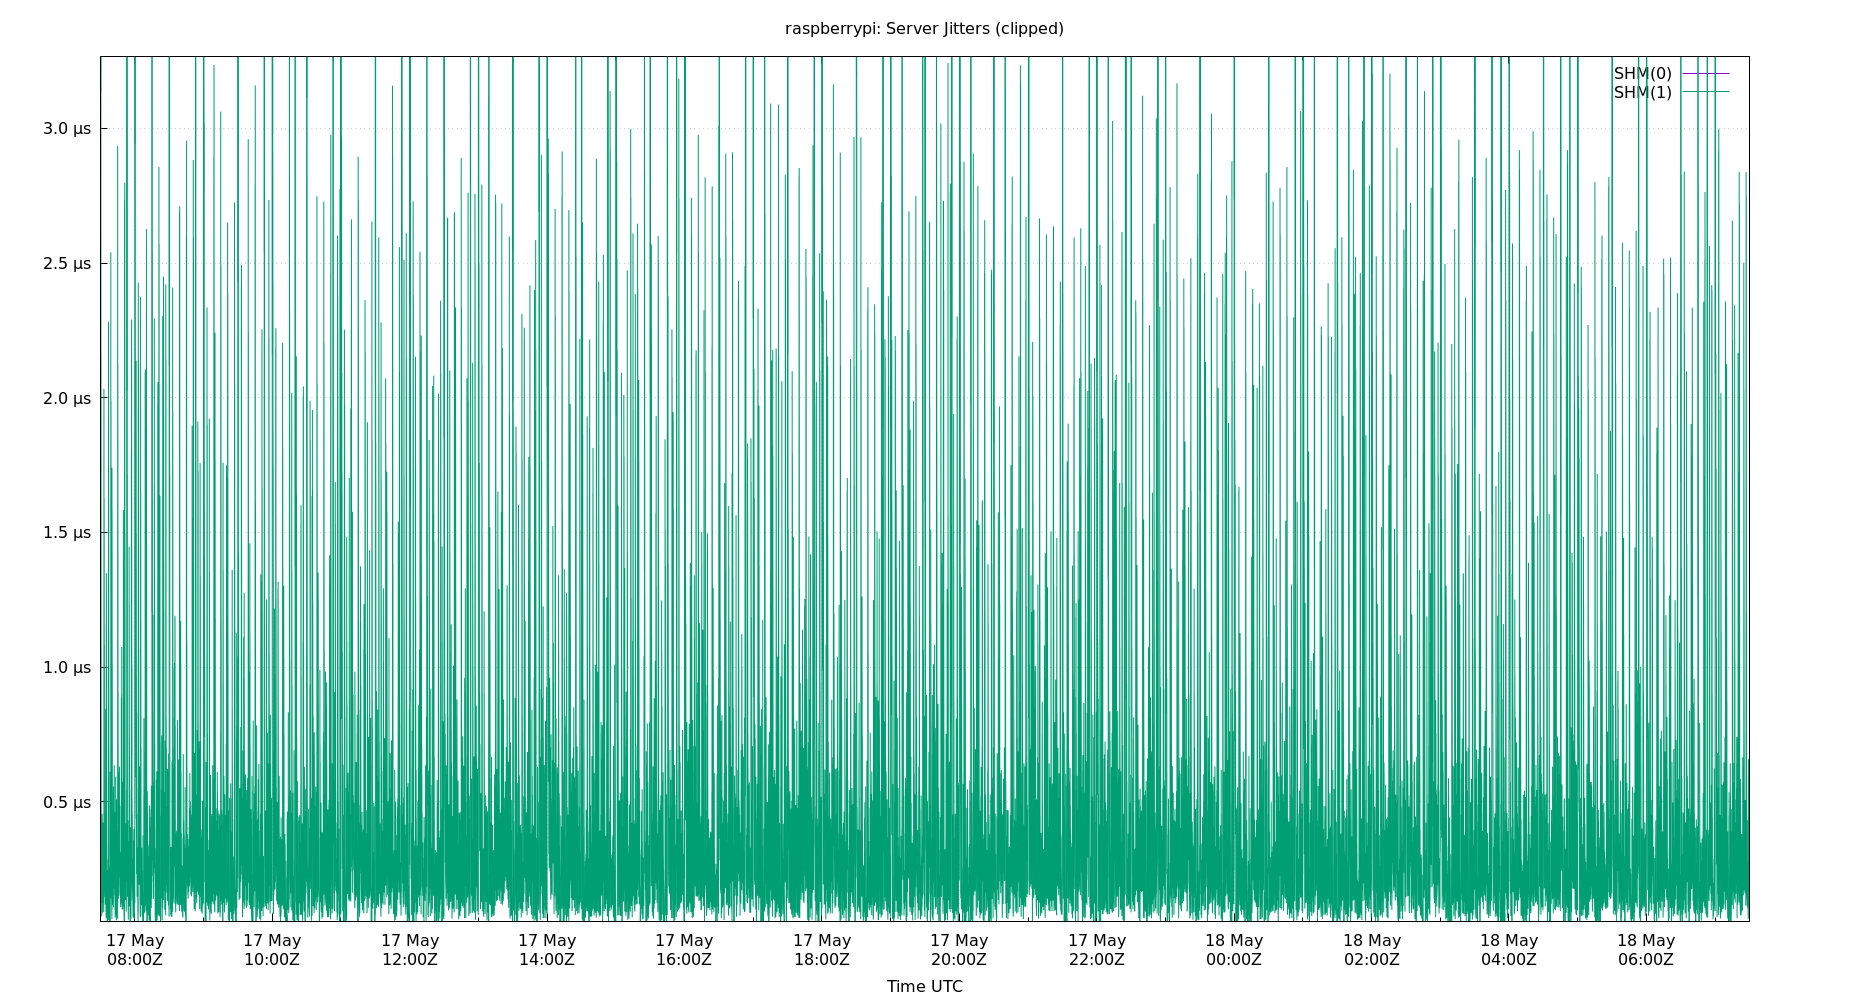 raspberrypi: Server Jitters (clipped)
SHM(0)
SHM(1)
3.0 µs
2.5 µs
2.0 µs
1.5 µs
1.0 µs
0.5 µs
17 May 17 May 17 May 17 May 17 May 17 May 17 May 17 May 18 May 18 May 18 May 18 May
08:00Z 10:00Z 12:00Z 14:00Z 16:00Z 18:00Z 20:00Z 22:00Z 00:00Z 02:00Z 04:00Z 06:00Z
Time UTC